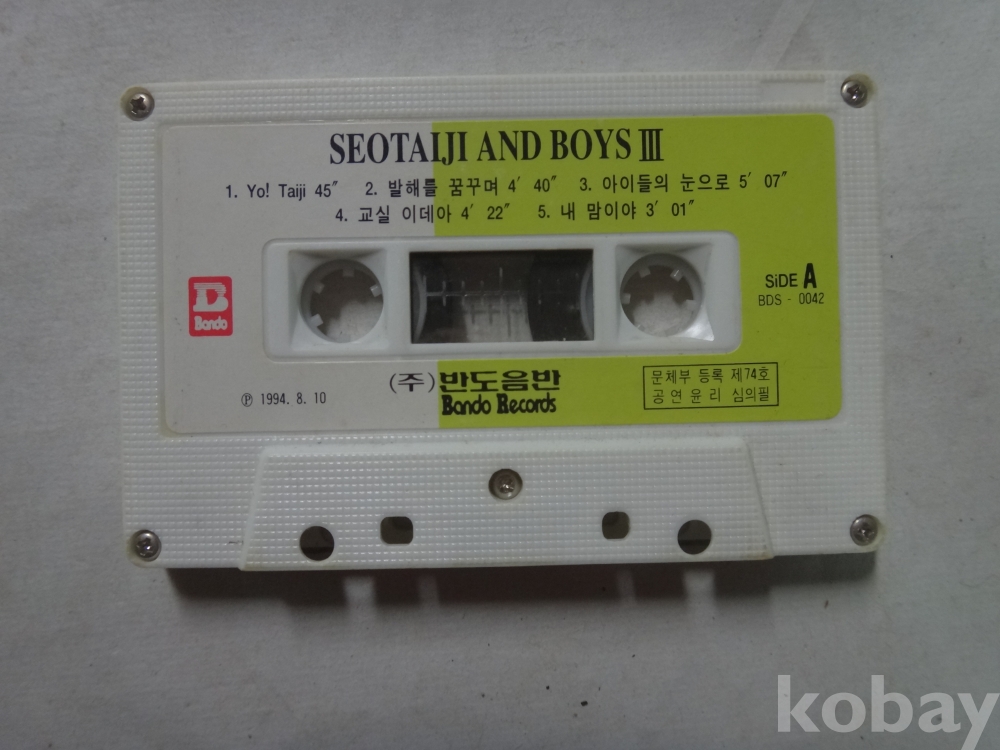 SEOTAIJI AND BOYS III
1. Yo! Taiji 45″ 2. 발해를 꿈꾸며 4′ 40″ 3. 아이들의 눈으로 5′ 07″
4. 교실 이데아 4′ 22″ 5. 내 맘이야 3′ 01″
B
Bando
SiDE A
BDS - 0042
℗ 1994. 8. 10
(주)반도음반
Bando Records
문체부 등록 제74호
공연윤리 심의필
kobay